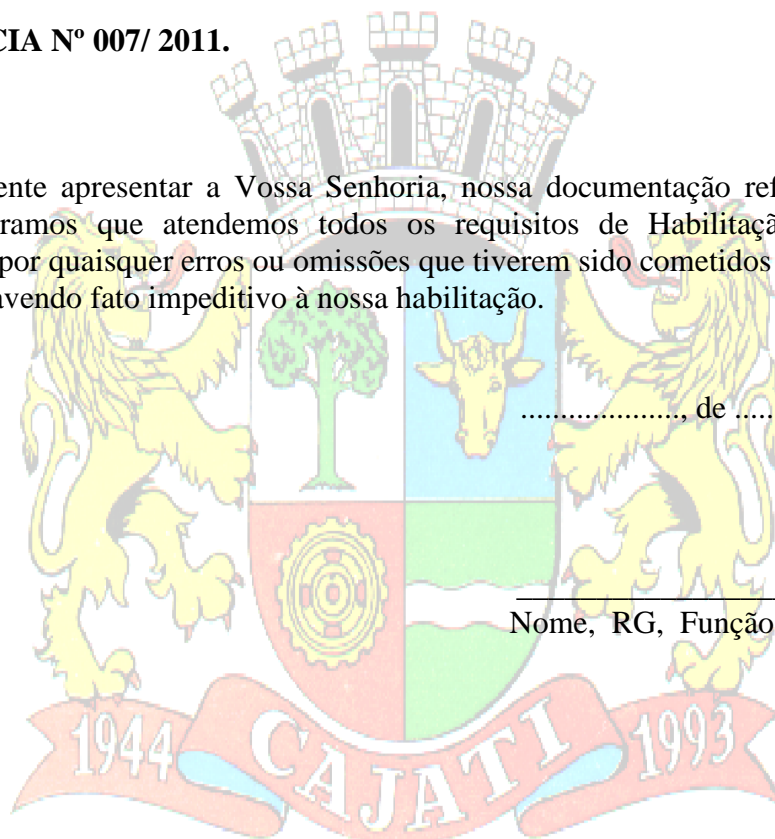 CIA Nº 007/ 2011.
ente apresentar a Vossa Senhoria, nossa documentação ref
ramos que atendemos todos os requisitos de Habilitaçã
por quaisquer erros ou omissões que tiverem sido cometidos
avendo fato impeditivo à nossa habilitação.
...................., de .....
____________________
Nome, RG, Função
1944 CAJATI 1993